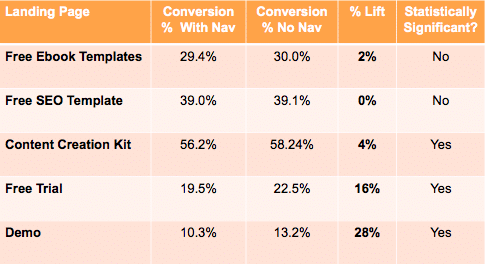 Landing Page Conversion % With Nav Conversion % No Nav % Lift Statistically Significant?
Free Ebook Templates 29.4% 30.0% 2% No
Free SEO Template 39.0% 39.1% 0% No
Content Creation Kit 56.2% 58.24% 4% Yes
Free Trial 19.5% 22.5% 16% Yes
Demo 10.3% 13.2% 28% Yes